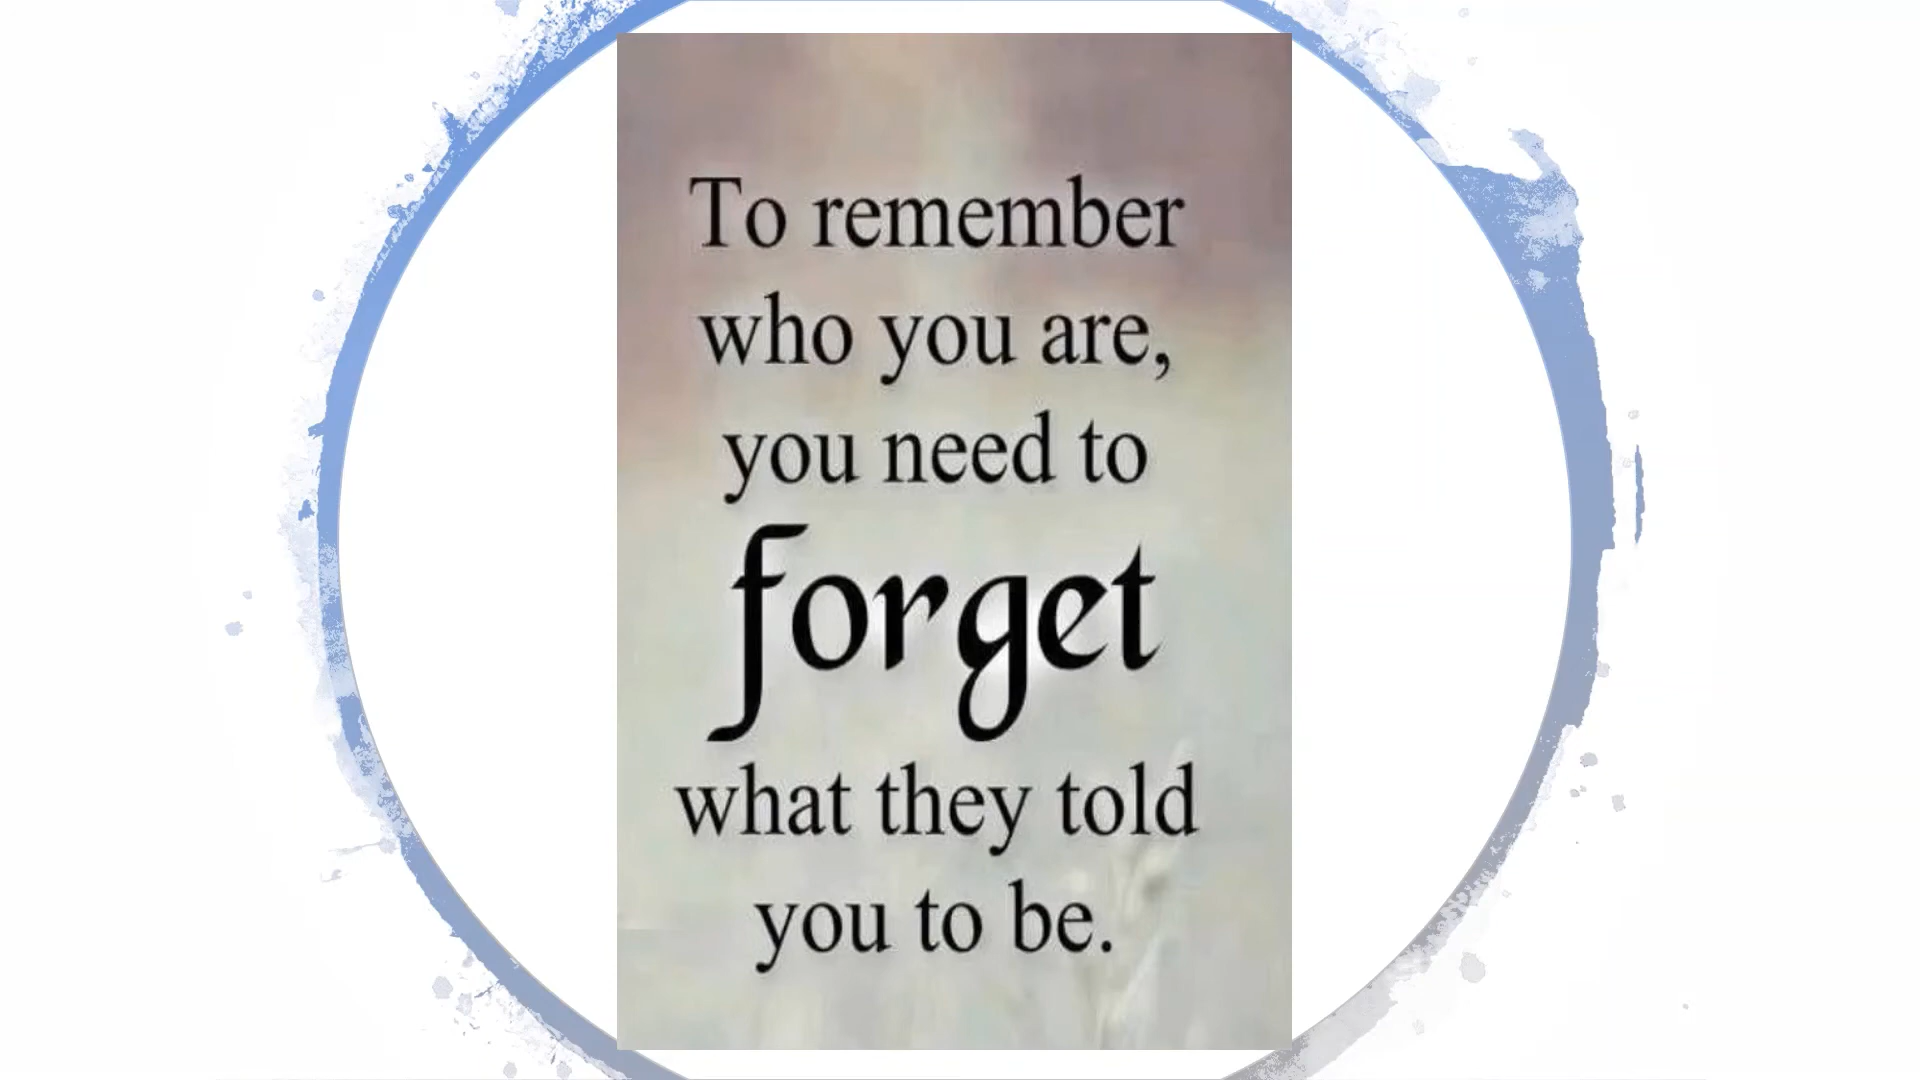 To remember
who you are,
you need to
forget
what they told
you to be.